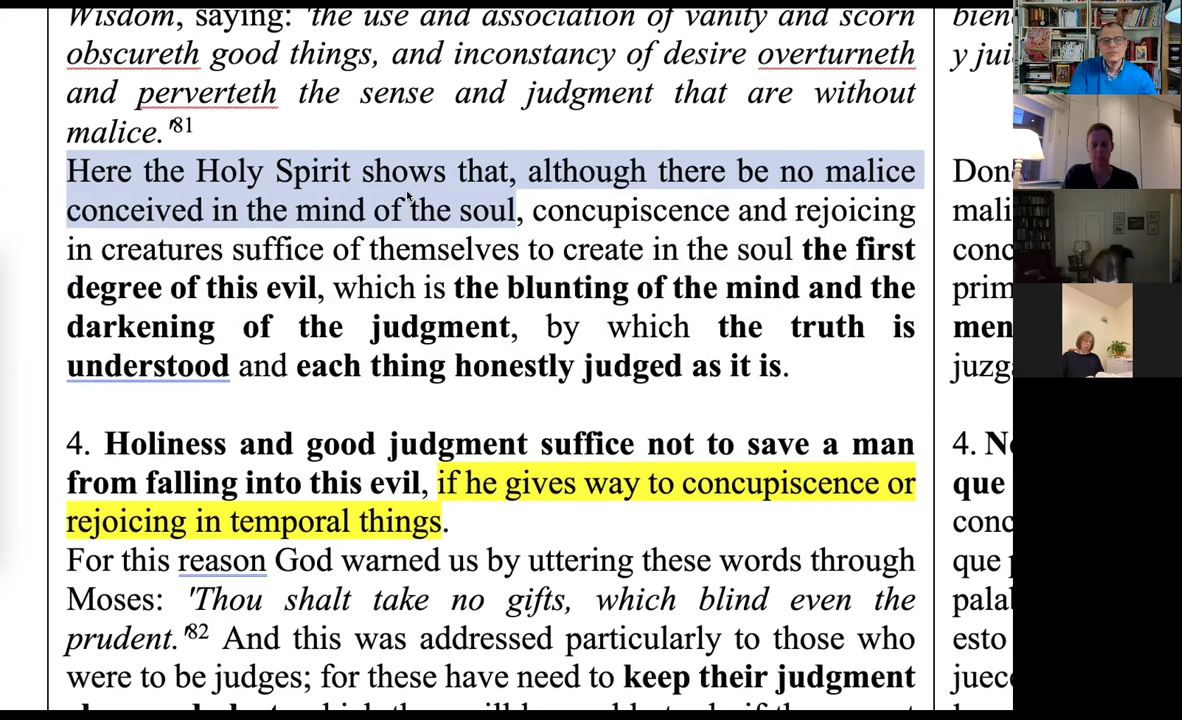 Wisdom, saying: 'the use and association of vanity and scorn
obscureth good things, and inconstancy of desire overturneth
and perverteth the sense and judgment that are without
malice.'81
Here the Holy Spirit shows that, although there be no malice
conceived in the mind of the soul, concupiscence and rejoicing
in creatures suffice of themselves to create in the soul the first
degree of this evil, which is the blunting of the mind and the
darkening of the judgment, by which the truth is
understood and each thing honestly judged as it is.
4. Holiness and good judgment suffice not to save a man
from falling into this evil, if he gives way to concupiscence or
rejoicing in temporal things.
For this reason God warned us by uttering these words through
Moses: 'Thou shalt take no gifts, which blind even the
prudent.'82 And this was addressed particularly to those who
were to be judges; for these have need to keep their judgment
bien
y jui
Don
mali
conc
prim
men
juzg
4. N
que
conc
que
pala
esto
juec